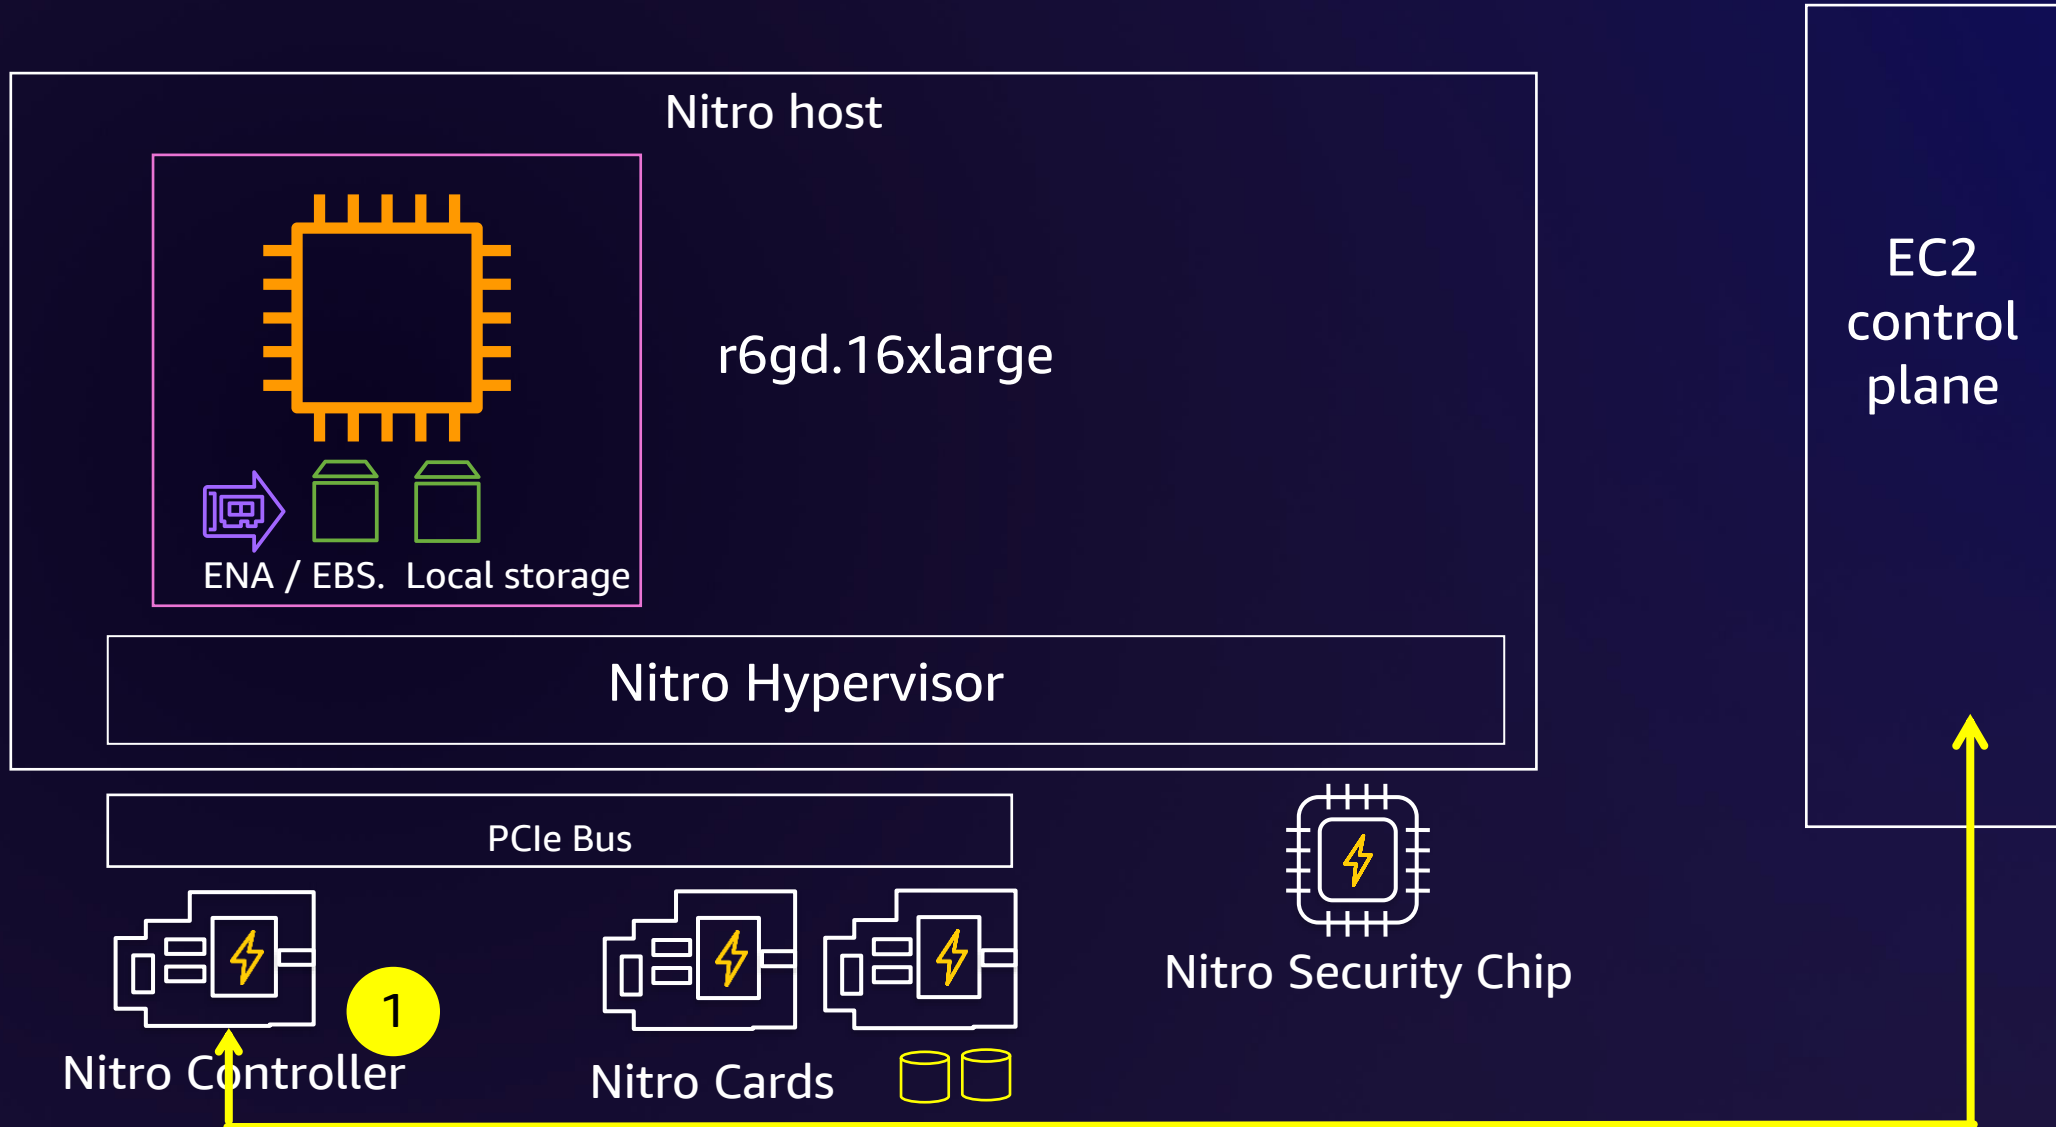 Nitro host
r6gd.16xlarge
ENA / EBS. Local storage
Nitro Hypervisor
EC2
control
plane
PCIe Bus
1
Nitro Controller
Nitro Cards
Nitro Security Chip